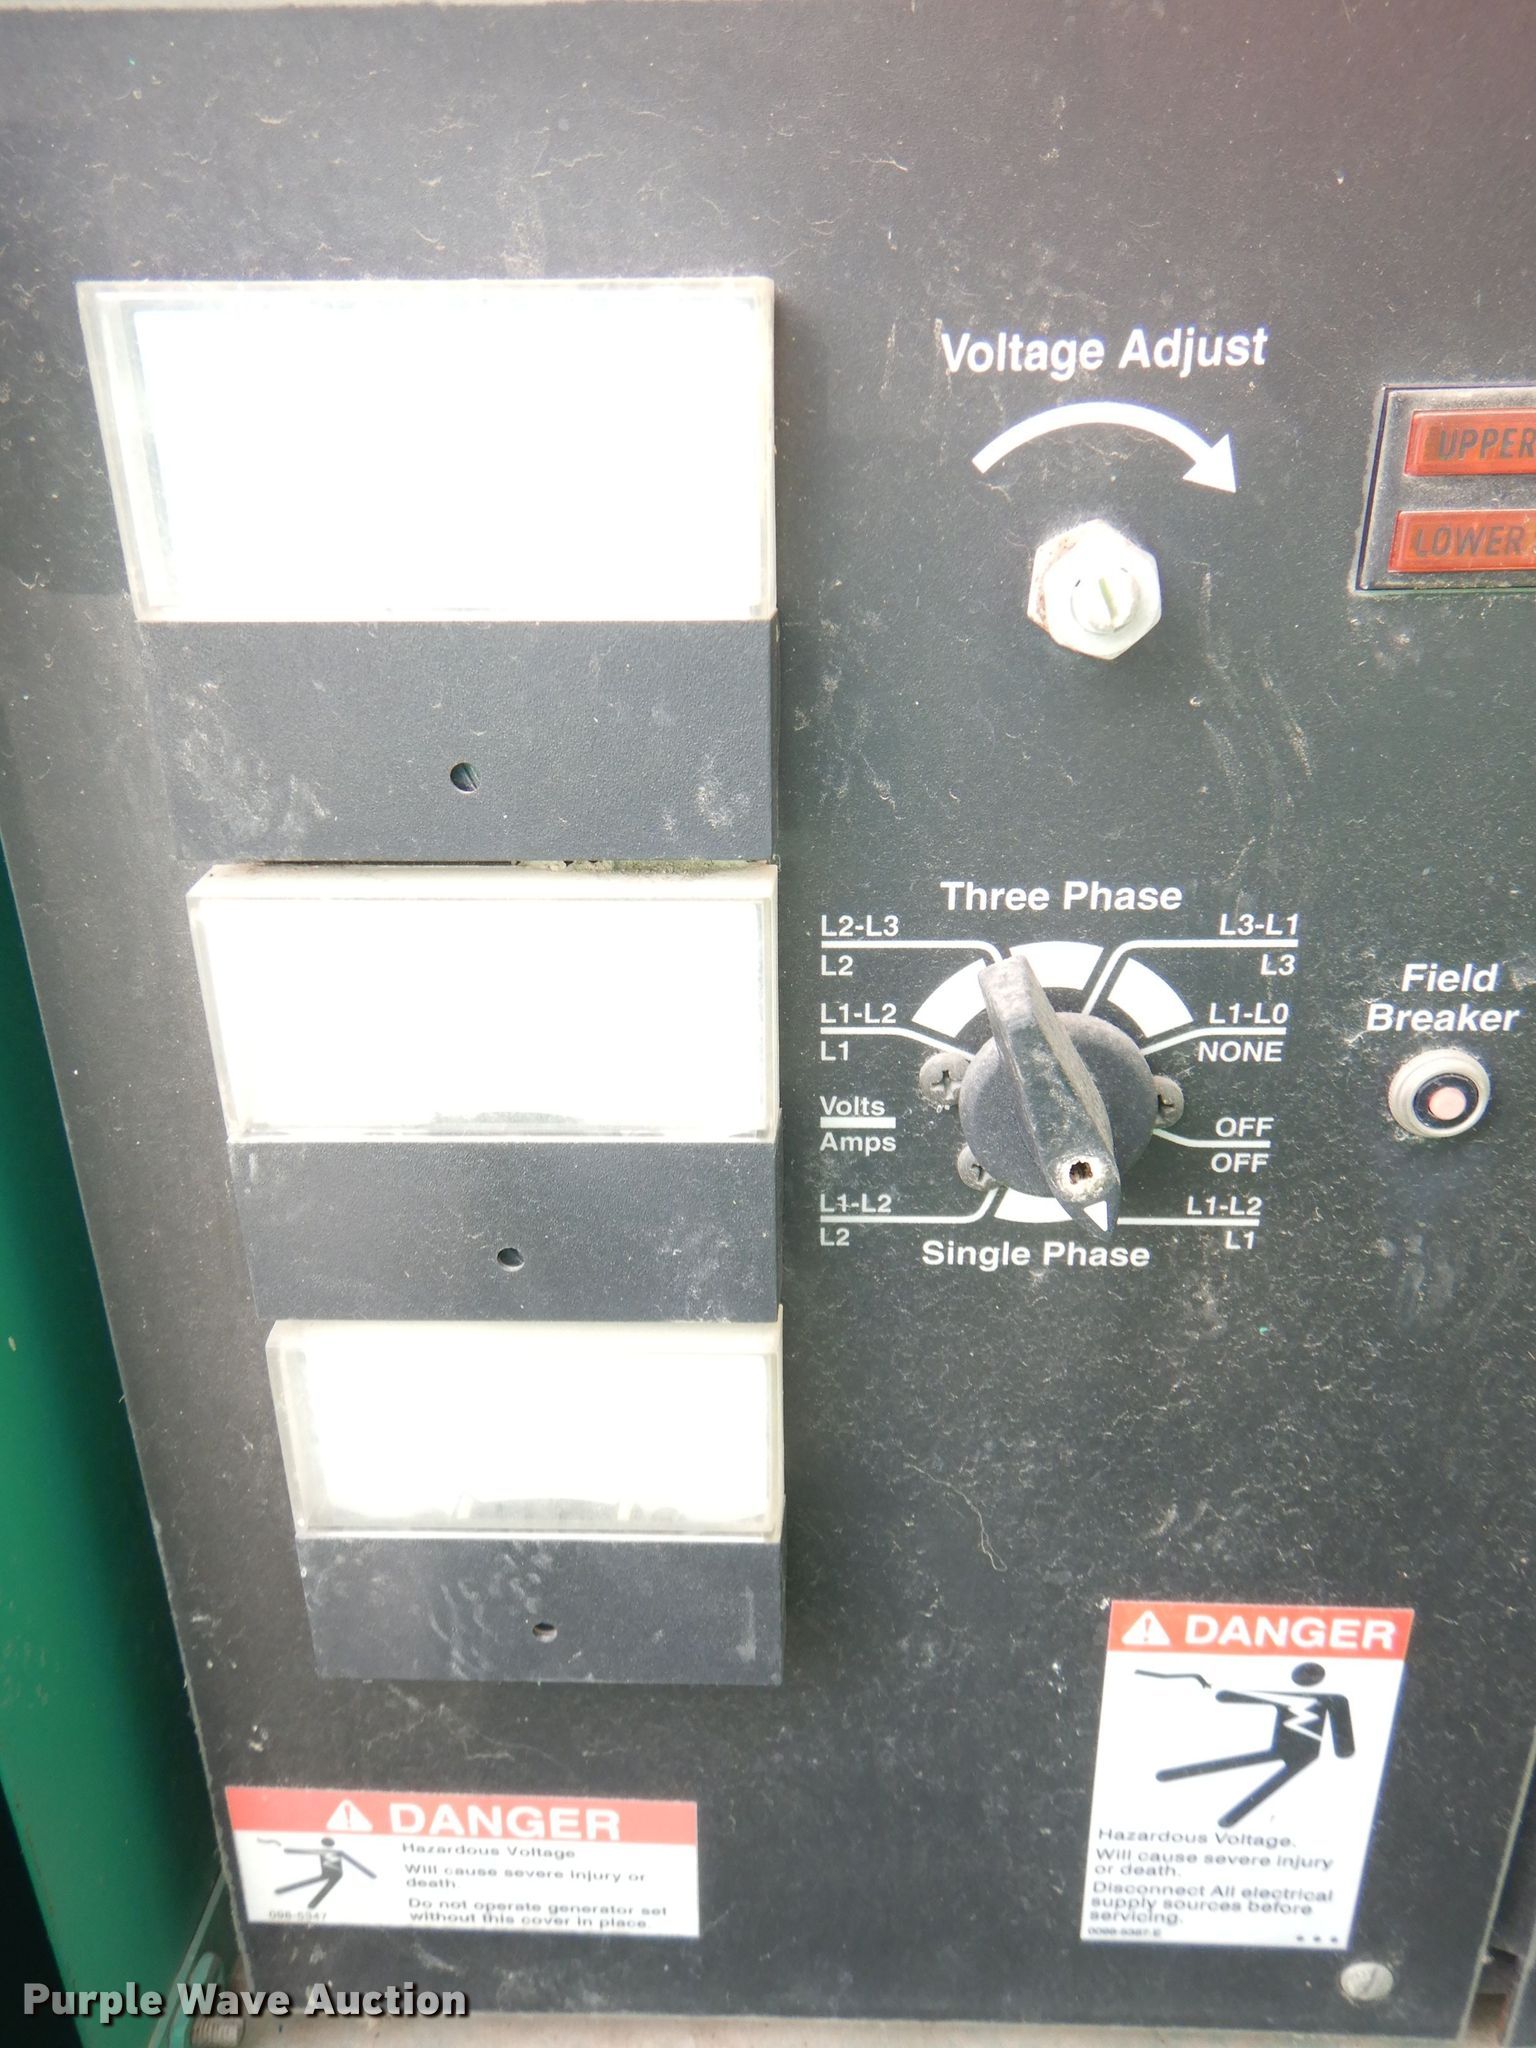 Voltage Adjust
UPPER
LOWER
Three Phase
L2-L3
L2
L3-L1
L3
L1-L2
L1
L1-L0
NONE
Field
Breaker
Volts
Amps
OFF
OFF
L1-L2
L2
L1-L2
L1
Single Phase
DANGER
Hazardous Voltage.
Will cause severe injury
or death.
Disconnect All electrical
supply sources before
servicing.
DANGER
Hazardous Voltage
Will cause severe injury or
death.
Do not operate generator set
without this cover in place
098-5347
Purple Wave Auction